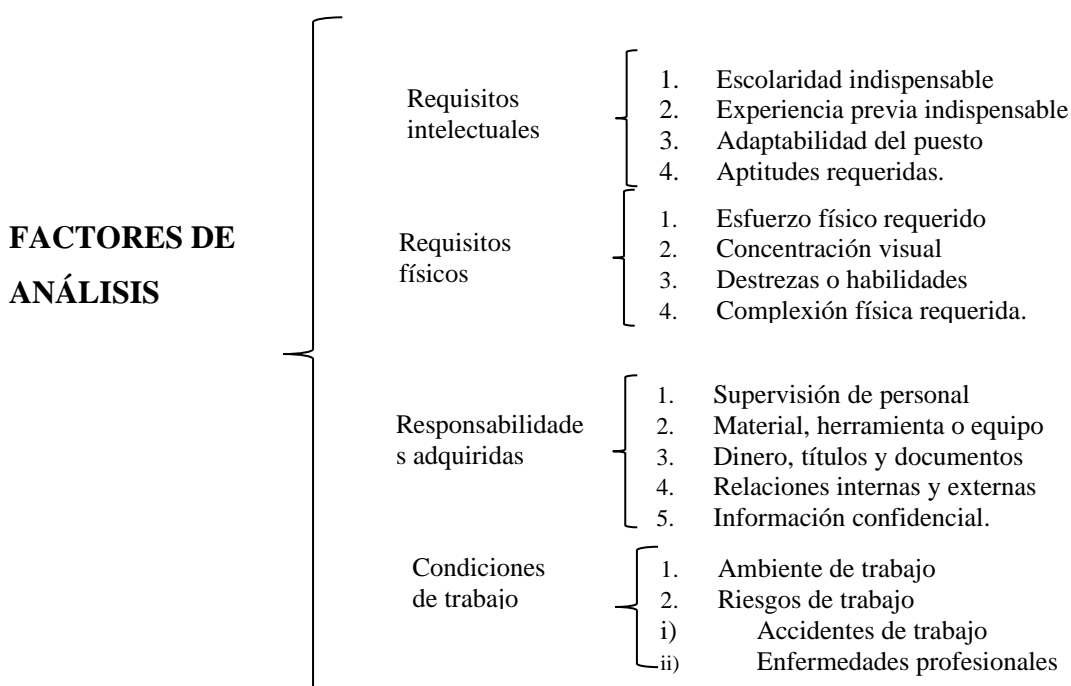 FACTORES DE
ANÁLISIS
Requisitos
intelectuales
1. Escolaridad indispensable
2. Experiencia previa indispensable
3. Adaptabilidad del puesto
4. Aptitudes requeridas.
Requisitos
físicos
1. Esfuerzo físico requerido
2. Concentración visual
3. Destrezas o habilidades
4. Complexión física requerida.
Responsabilidade
s adquiridas
1. Supervisión de personal
2. Material, herramienta o equipo
3. Dinero, títulos y documentos
4. Relaciones internas y externas
5. Información confidencial.
Condiciones
de trabajo
1. Ambiente de trabajo
2. Riesgos de trabajo
i) Accidentes de trabajo
ii) Enfermedades profesionales